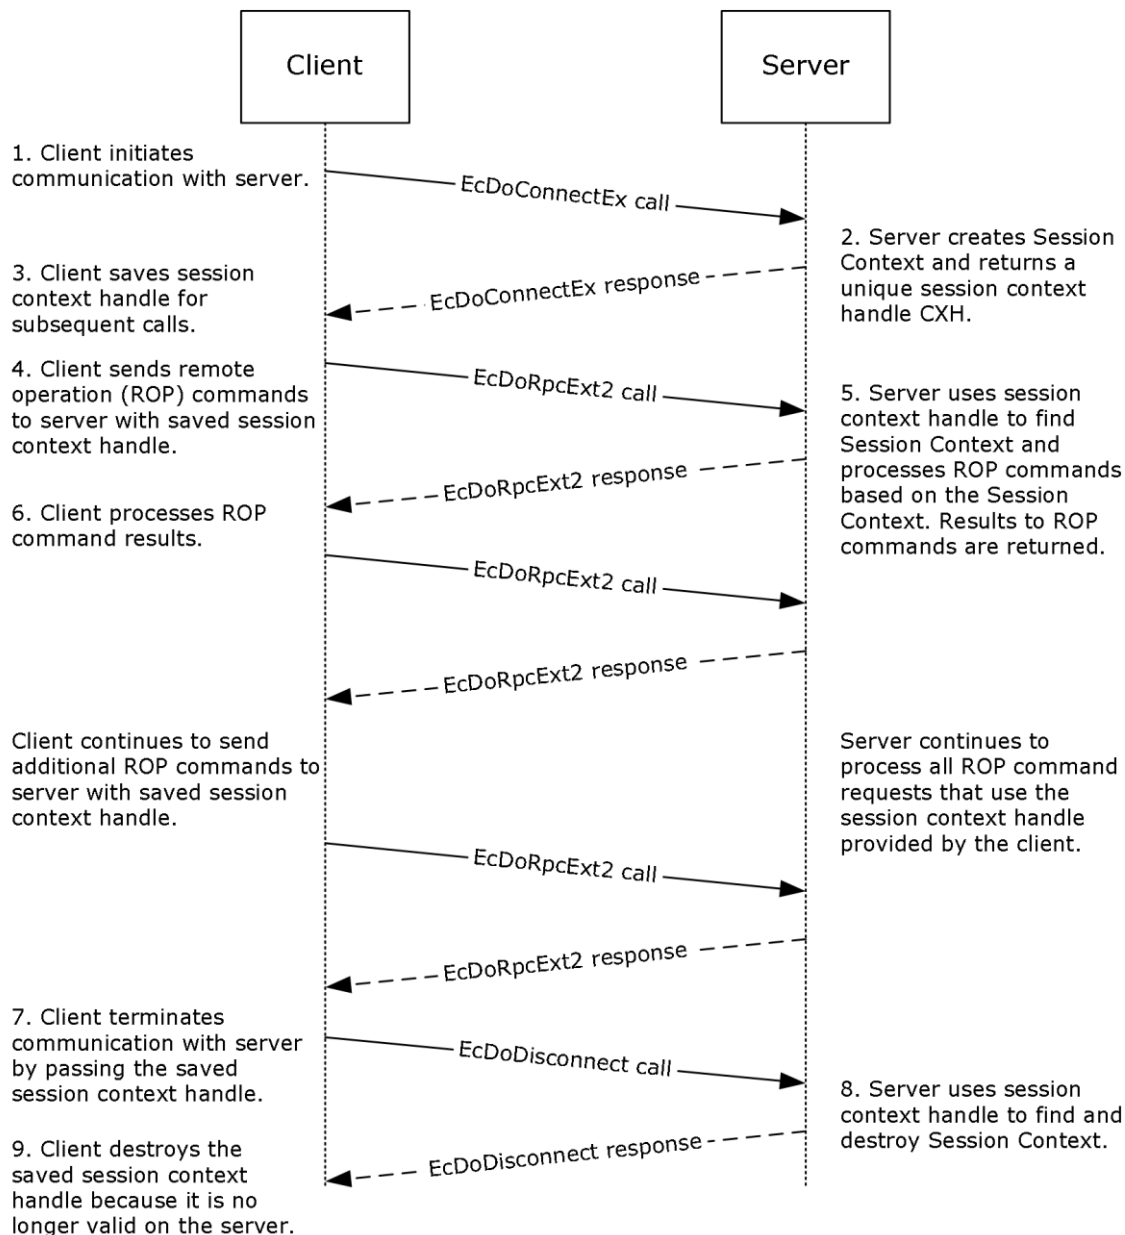 Client
Server
1. Client initiates
communication with server.
EcDoConnectEx call
2. Server creates Session
Context and returns a
unique session context
handle CXH.
EcDoConnectEx response
3. Client saves session
context handle for
subsequent calls.
4. Client sends remote
operation (ROP) commands
to server with saved session
context handle.
EcDoRpcExt2 call
5. Server uses session
context handle to find
Session Context and
processes ROP commands
based on the Session
Context. Results to ROP
commands are returned.
EcDoRpcExt2 response
6. Client processes ROP
command results.
EcDoRpcExt2 call
EcDoRpcExt2 response
Client continues to send
additional ROP commands to
server with saved session
context handle.
Server continues to
process all ROP command
requests that use the
session context handle
provided by the client.
EcDoRpcExt2 call
EcDoRpcExt2 response
7. Client terminates
communication with server
by passing the saved
session context handle.
EcDoDisconnect call
8. Server uses session
context handle to find and
destroy Session Context.
EcDoDisconnect response
9. Client destroys the
saved session context
handle because it is no
longer valid on the server.